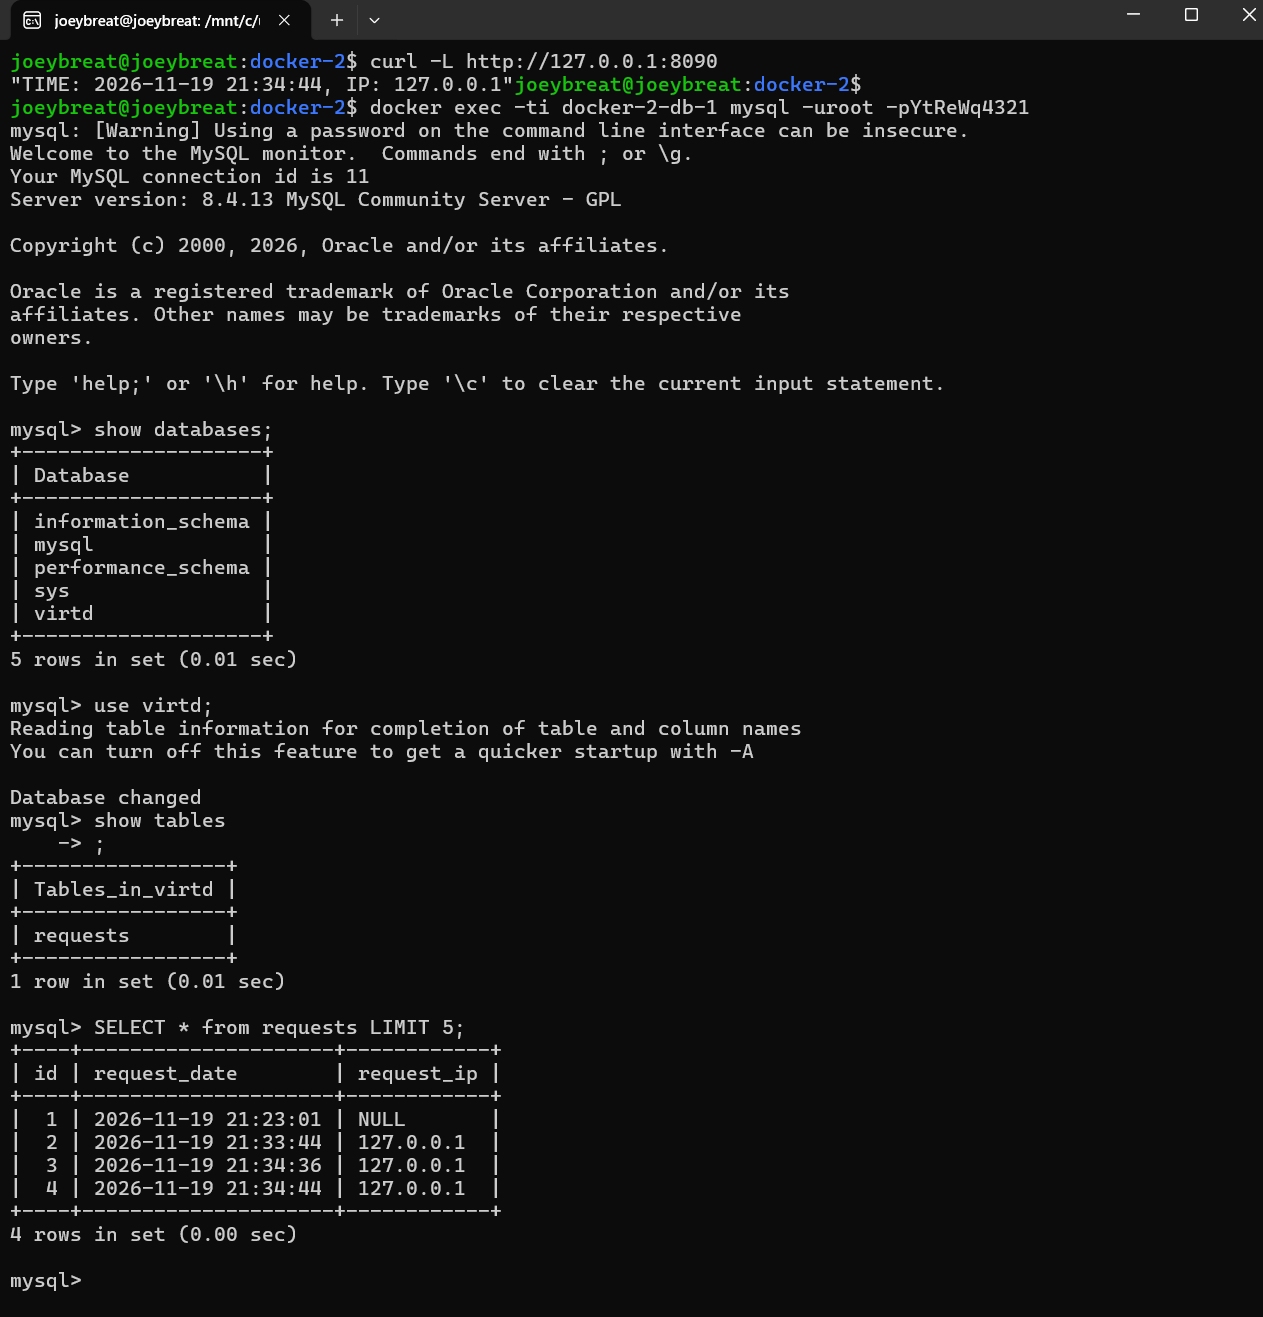 joeybreat@joeybreat: /mnt/c/u
joeybreat@joeybreat:docker-2$ curl -L http://127.0.0.1:8090
"TIME: 2026-11-19 21:34:44, IP: 127.0.0.1"joeybreat@joeybreat:docker-2$
joeybreat@joeybreat:docker-2$ docker exec -ti docker-2-db-1 mysql -uroot -pYtReWq4321
mysql: [Warning] Using a password on the command line interface can be insecure.
Welcome to the MySQL monitor.  Commands end with ; or \g.
Your MySQL connection id is 11
Server version: 8.4.13 MySQL Community Server - GPL

Copyright (c) 2000, 2026, Oracle and/or its affiliates.

Oracle is a registered trademark of Oracle Corporation and/or its
affiliates. Other names may be trademarks of their respective
owners.

Type 'help;' or '\h' for help. Type '\c' to clear the current input statement.

mysql> show databases;
+--------------------+
| Database           |
+--------------------+
| information_schema |
| mysql              |
| performance_schema |
| sys                |
| virtd              |
+--------------------+
5 rows in set (0.01 sec)

mysql> use virtd;
Reading table information for completion of table and column names
You can turn off this feature to get a quicker startup with -A

Database changed
mysql> show tables
    -> ;
+-----------------+
| Tables_in_virtd |
+-----------------+
| requests        |
+-----------------+
1 row in set (0.01 sec)

mysql> SELECT * from requests LIMIT 5;
+----+---------------------+------------+
| id | request_date        | request_ip |
+----+---------------------+------------+
|  1 | 2026-11-19 21:23:01 | NULL       |
|  2 | 2026-11-19 21:33:44 | 127.0.0.1  |
|  3 | 2026-11-19 21:34:36 | 127.0.0.1  |
|  4 | 2026-11-19 21:34:44 | 127.0.0.1  |
+----+---------------------+------------+
4 rows in set (0.00 sec)

mysql>